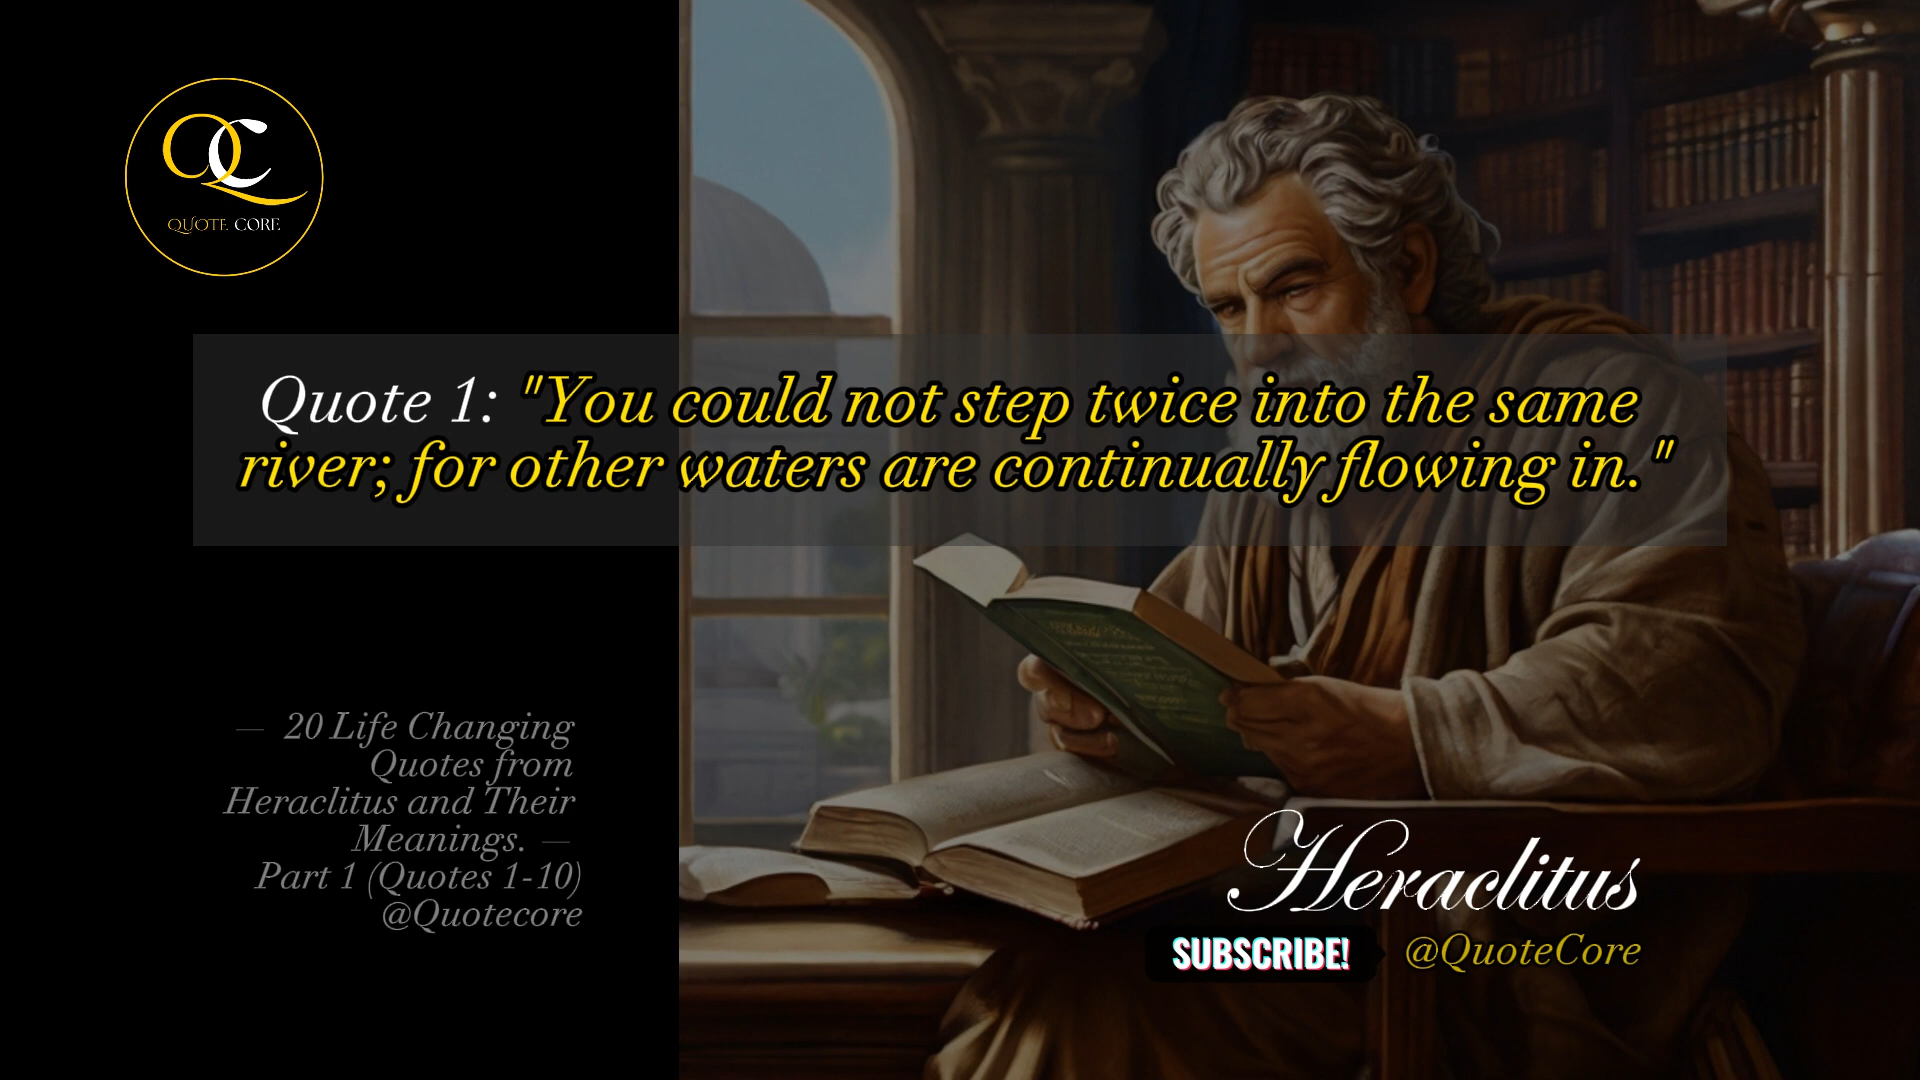 QC
QUOTE CORE
Quote 1: "You could not step twice into the same
river; for other waters are continually flowing in."
— 20 Life Changing
Quotes from
Heraclitus and Their
Meanings. —
Part 1 (Quotes 1-10)
@Quotecore
Heraclitus
SUBSCRIBE!
@QuoteCore